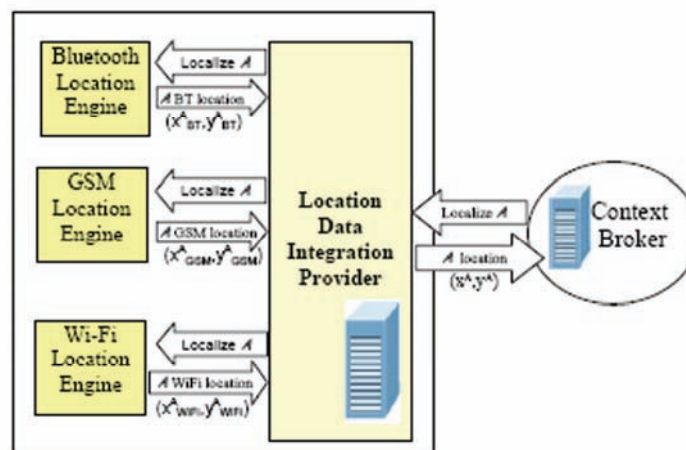 Bluetooth
Location
Engine
Localize A
A BT location
(x^A_BT,y^A_BT)
GSM
Location
Engine
Localize A
A GSM location
(x^A_GSM,y^A_GSM)
Wi-Fi
Location
Engine
Localize A
A WiFi location
(x^A_WiFi,y^A_WiFi)
Location
Data
Integration
Provider
Localize A
A location
(x^A,y^A)
Context
Broker